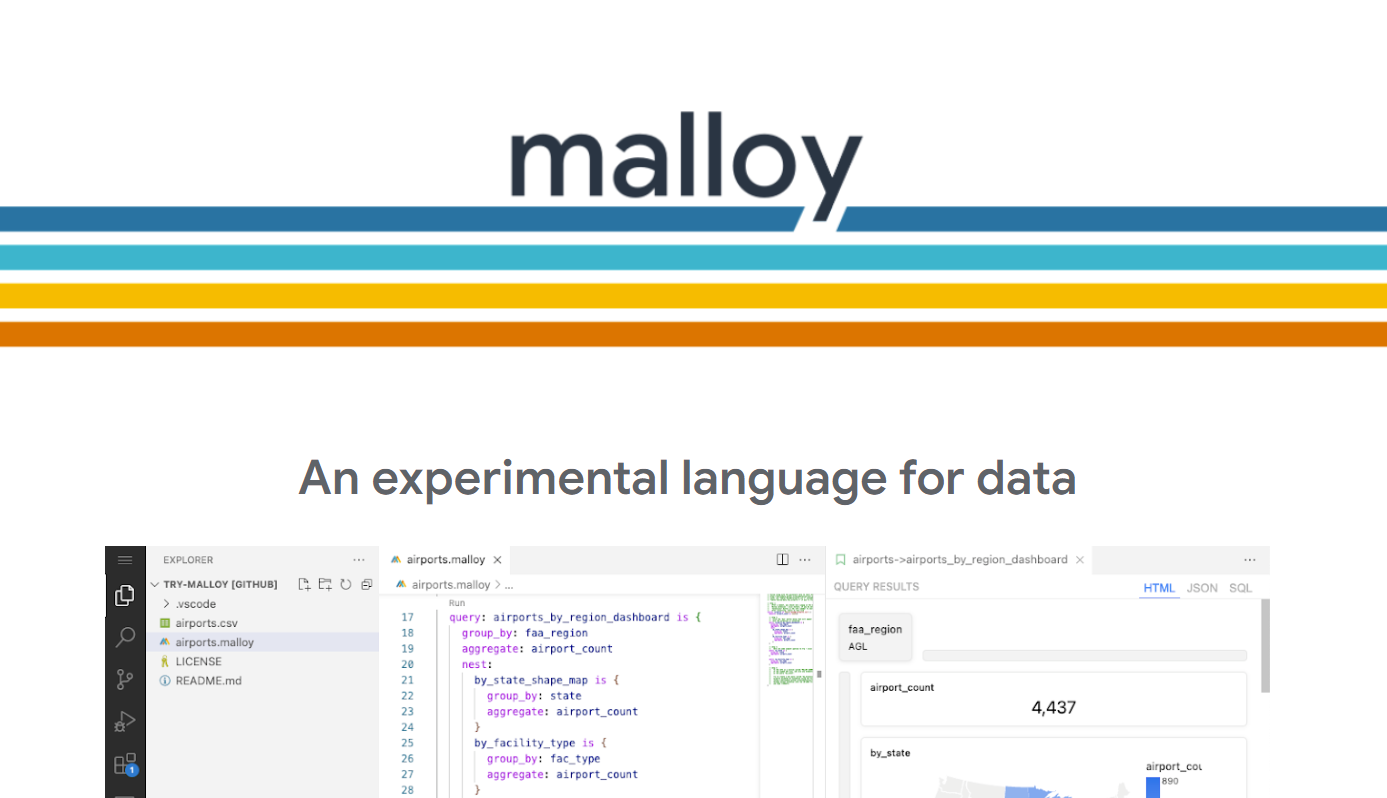 malloy
An experimental language for data
EXPLORER
TRY-MALLOY [GITHUB]
.vscode
airports.csv
airports.malloy
LICENSE
README.md
1
airports.malloy
airports.malloy > ...
Run
17 query: airports_by_region_dashboard is {
18 group_by: faa_region
19 aggregate: airport_count
20 nest:
21 by_state_shape_map is {
22 group_by: state
23 aggregate: airport_count
24 }
25 by_facility_type is {
26 group_by: fac_type
27 aggregate: airport_count
28 }
airports->airports_by_region_dashboard
QUERY RESULTS
HTML JSON SQL
faa_region
AGL
airport_count
4,437
by_state
airport_cou
890